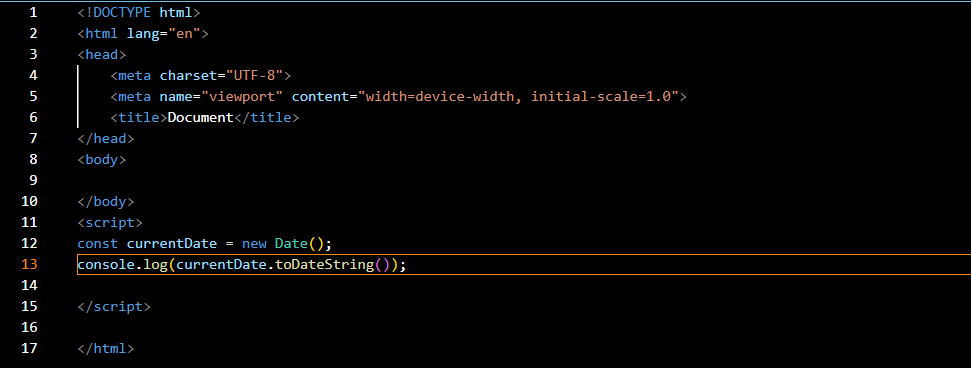 1 <!DOCTYPE html>
2 <html lang="en">
3 <head>
4     <meta charset="UTF-8">
5     <meta name="viewport" content="width=device-width, initial-scale=1.0">
6     <title>Document</title>
7 </head>
8 <body>
9
10 </body>
11 <script>
12 const currentDate = new Date();
13 console.log(currentDate.toDateString());
14
15 </script>
16
17 </html>